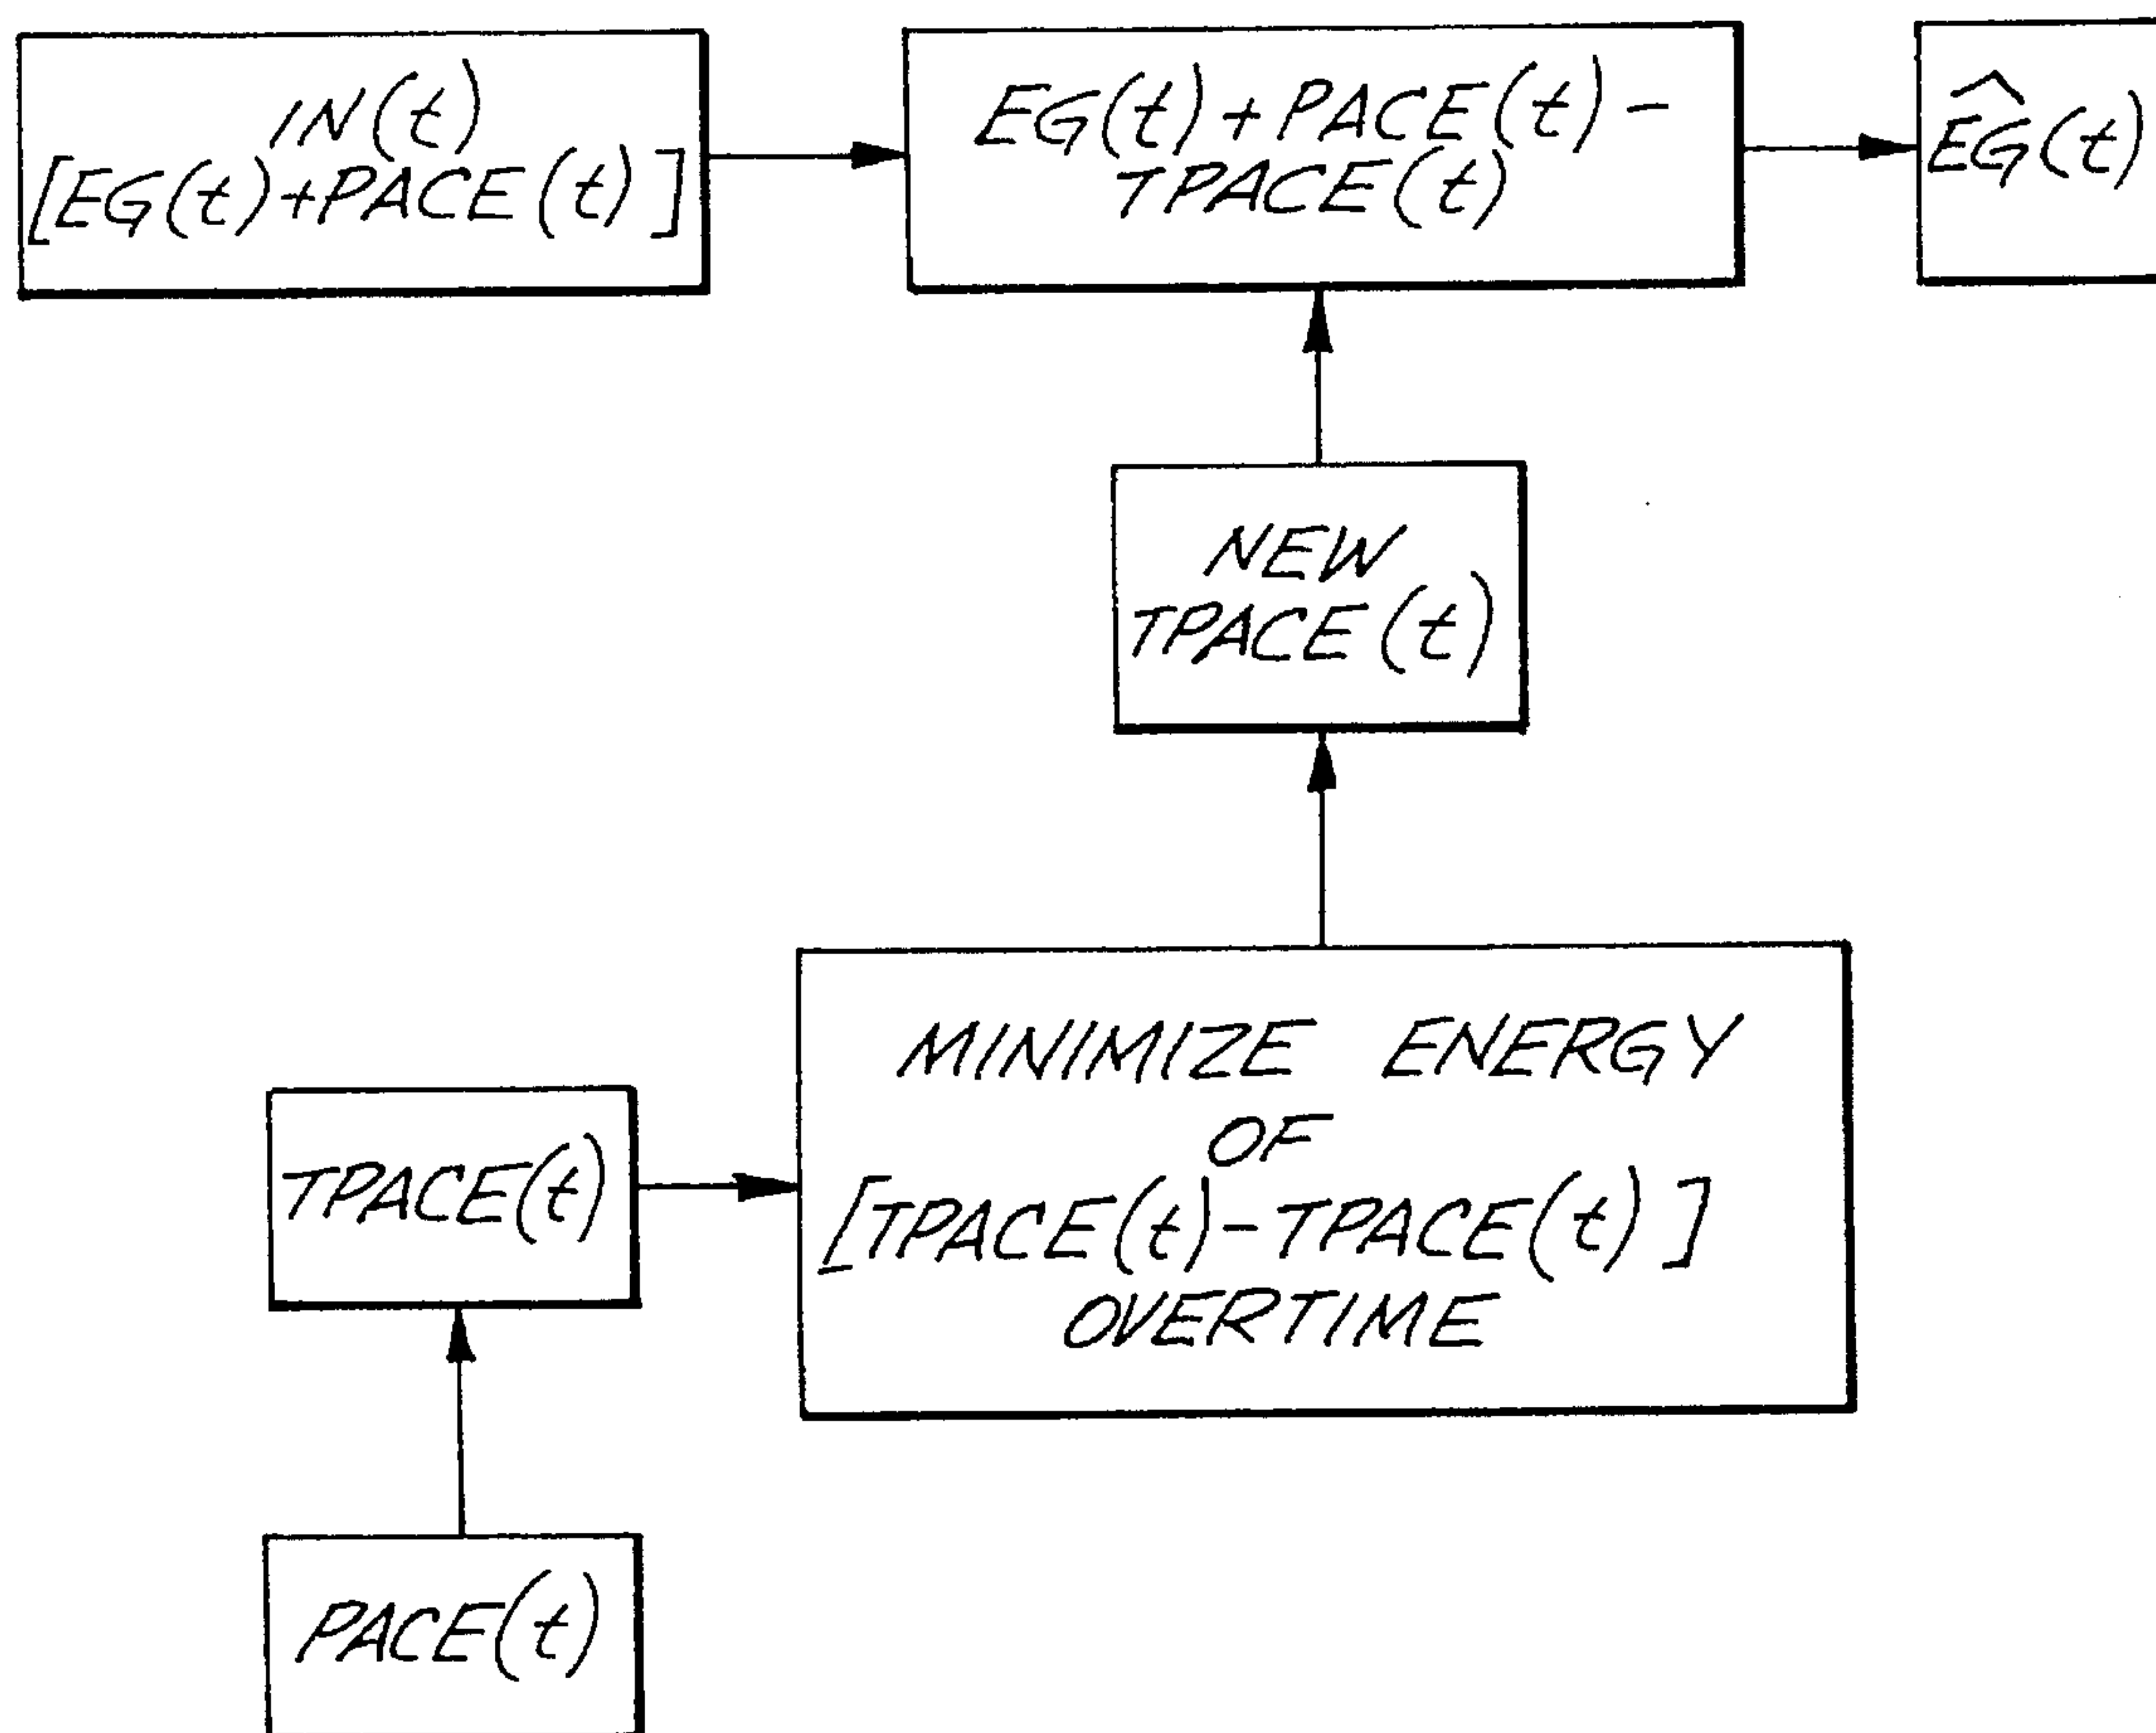 IN(t)
[EG(t)+PACE(t)]
EG(t)+PACE(t)-
TPACE(t)
ÊG(t)
NEW
TPACE(t)
MINIMIZE ENERGY
OF
[TPACE(t)-TPACE(t)]
OVERTIME
TPACE(t)
PACE(t)